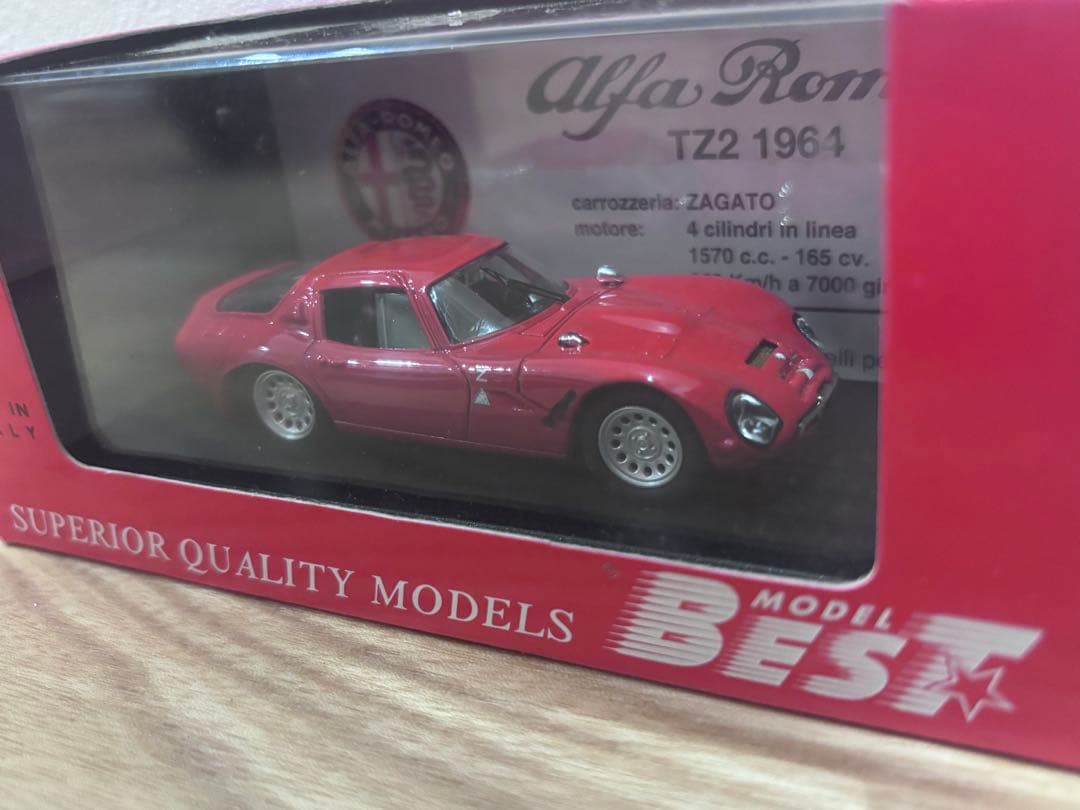 Alfa Rom
TZ2 1964
carrozzeria: ZAGATO
motore: 4 cilindri in linea
1570 c.c. - 165 cv.
Km/h a 7000 gi
IN
LY
SUPERIOR QUALITY MODELS
BEST MODEL